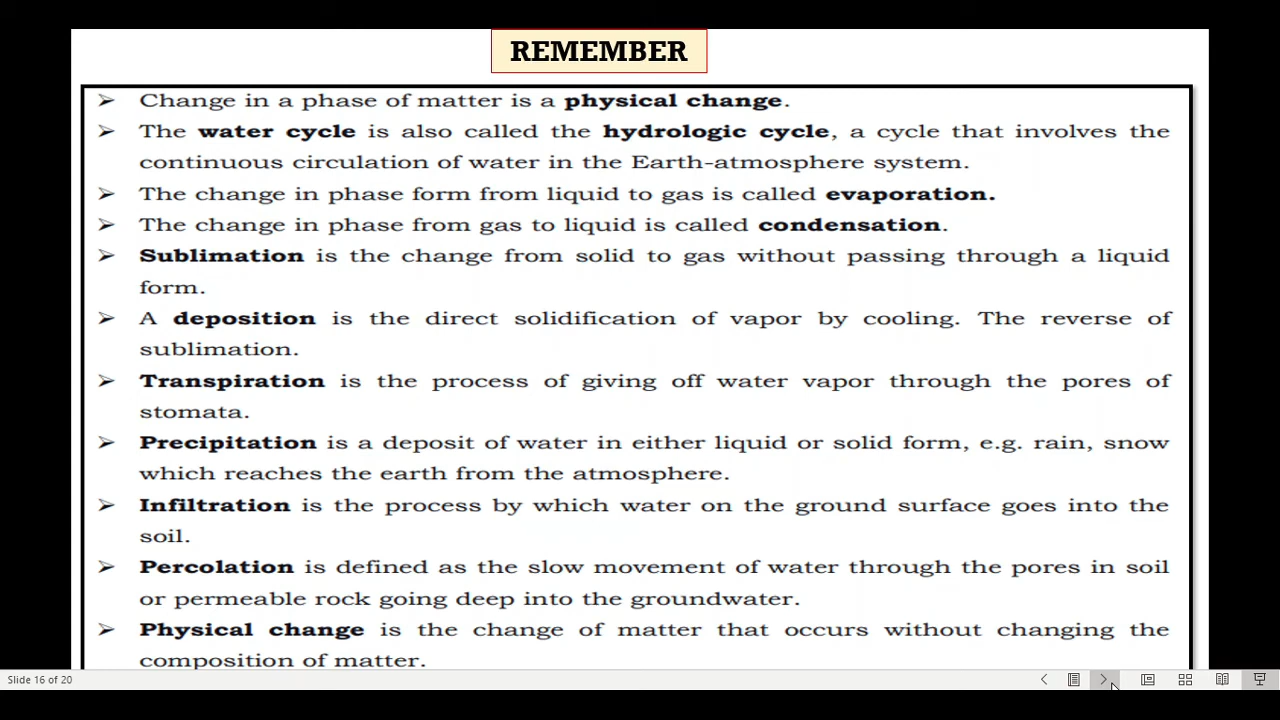 REMEMBER
➢ Change in a phase of matter is a physical change.
➢ The water cycle is also called the hydrologic cycle, a cycle that involves the
continuous circulation of water in the Earth-atmosphere system.
➢ The change in phase form from liquid to gas is called evaporation.
➢ The change in phase from gas to liquid is called condensation.
➢ Sublimation is the change from solid to gas without passing through a liquid
form.
➢ A deposition is the direct solidification of vapor by cooling. The reverse of
sublimation.
➢ Transpiration is the process of giving off water vapor through the pores of
stomata.
➢ Precipitation is a deposit of water in either liquid or solid form, e.g. rain, snow
which reaches the earth from the atmosphere.
➢ Infiltration is the process by which water on the ground surface goes into the
soil.
➢ Percolation is defined as the slow movement of water through the pores in soil
or permeable rock going deep into the groundwater.
➢ Physical change is the change of matter that occurs without changing the
composition of matter.
Slide 16 of 20